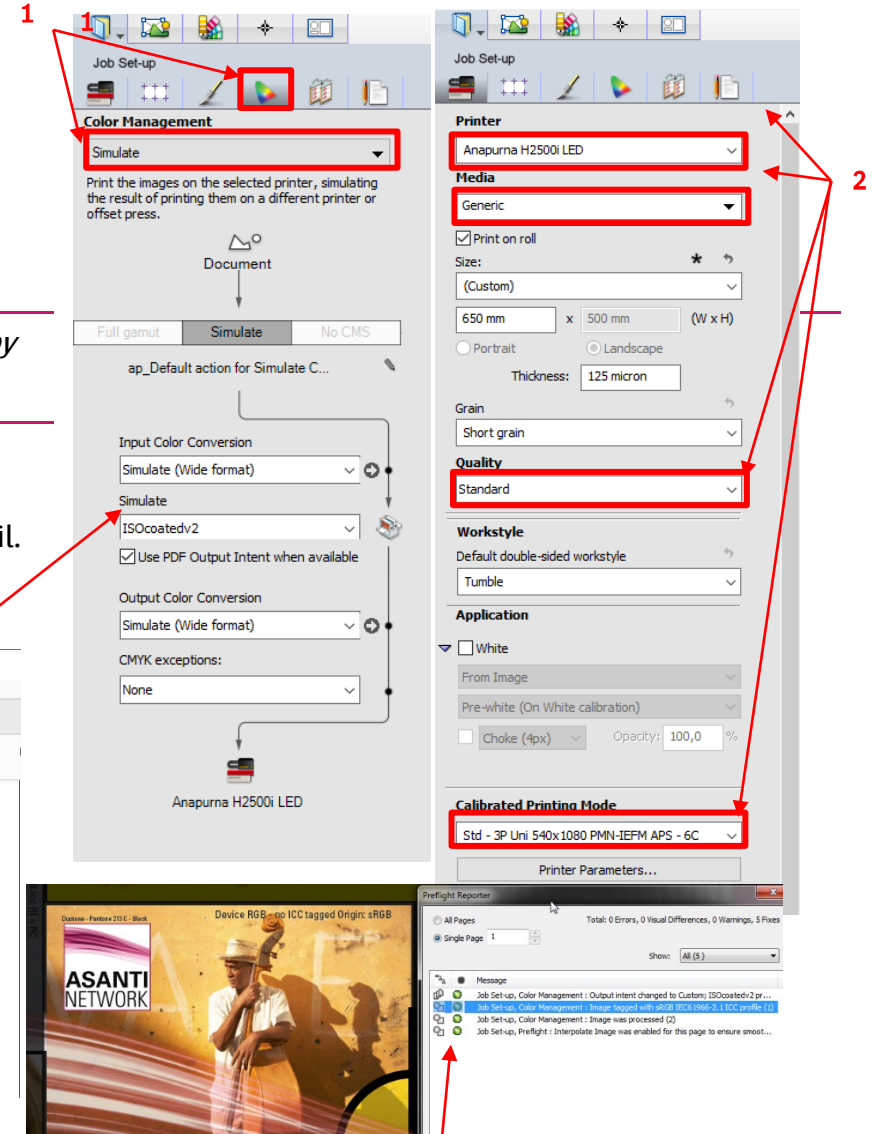 1
1
Job Set-up
Color Management
Simulate
Print the images on the selected printer, simulating
the result of printing them on a different printer or
offset press.
Document
Full gamut Simulate No CMS
ap_Default action for Simulate C...
Input Color Conversion
Simulate (Wide format)
Simulate
ISOcoatedv2
Use PDF Output Intent when available
Output Color Conversion
Simulate (Wide format)
CMYK exceptions:
None
Anapurna H2500i LED
Job Set-up
Printer
Anapurna H2500i LED
Media
Generic
Print on roll
Size:
(Custom)
650 mm x 500 mm (W x H)
Portrait Landscape
Thickness: 125 micron
Grain
Short grain
Quality
Standard
Workstyle
Default double-sided workstyle
Tumble
Application
White
From Image
Pre-white (On White calibration)
Choke (4px) Opacity: 100,0 %
Calibrated Printing Mode
Std - 3P Uni 540x1080 PMN-IEFM APS - 6C
Printer Parameters...
2
il.
Duotone - Pantone 213 C - Black
Device RGB - no ICC tagged Origin: sRGB
ASANTI
NETWORK
Preflight Reporter
All Pages
Total: 0 Errors, 0 Visual Differences, 0 Warnings, 5 Fixes
Single Page 1
Show: All (5 )
Message
Job Set-up, Color Management : Output intent changed to Custom; ISOcoatedv2 pr...
Job Set-up, Color Management : Image tagged with sRGB IEC61966-2.1 ICC profile (1)
Job Set-up, Color Management : Image was processed (2)
Job Set-up, Preflight : Interpolate Image was enabled for this page to ensure smoot...